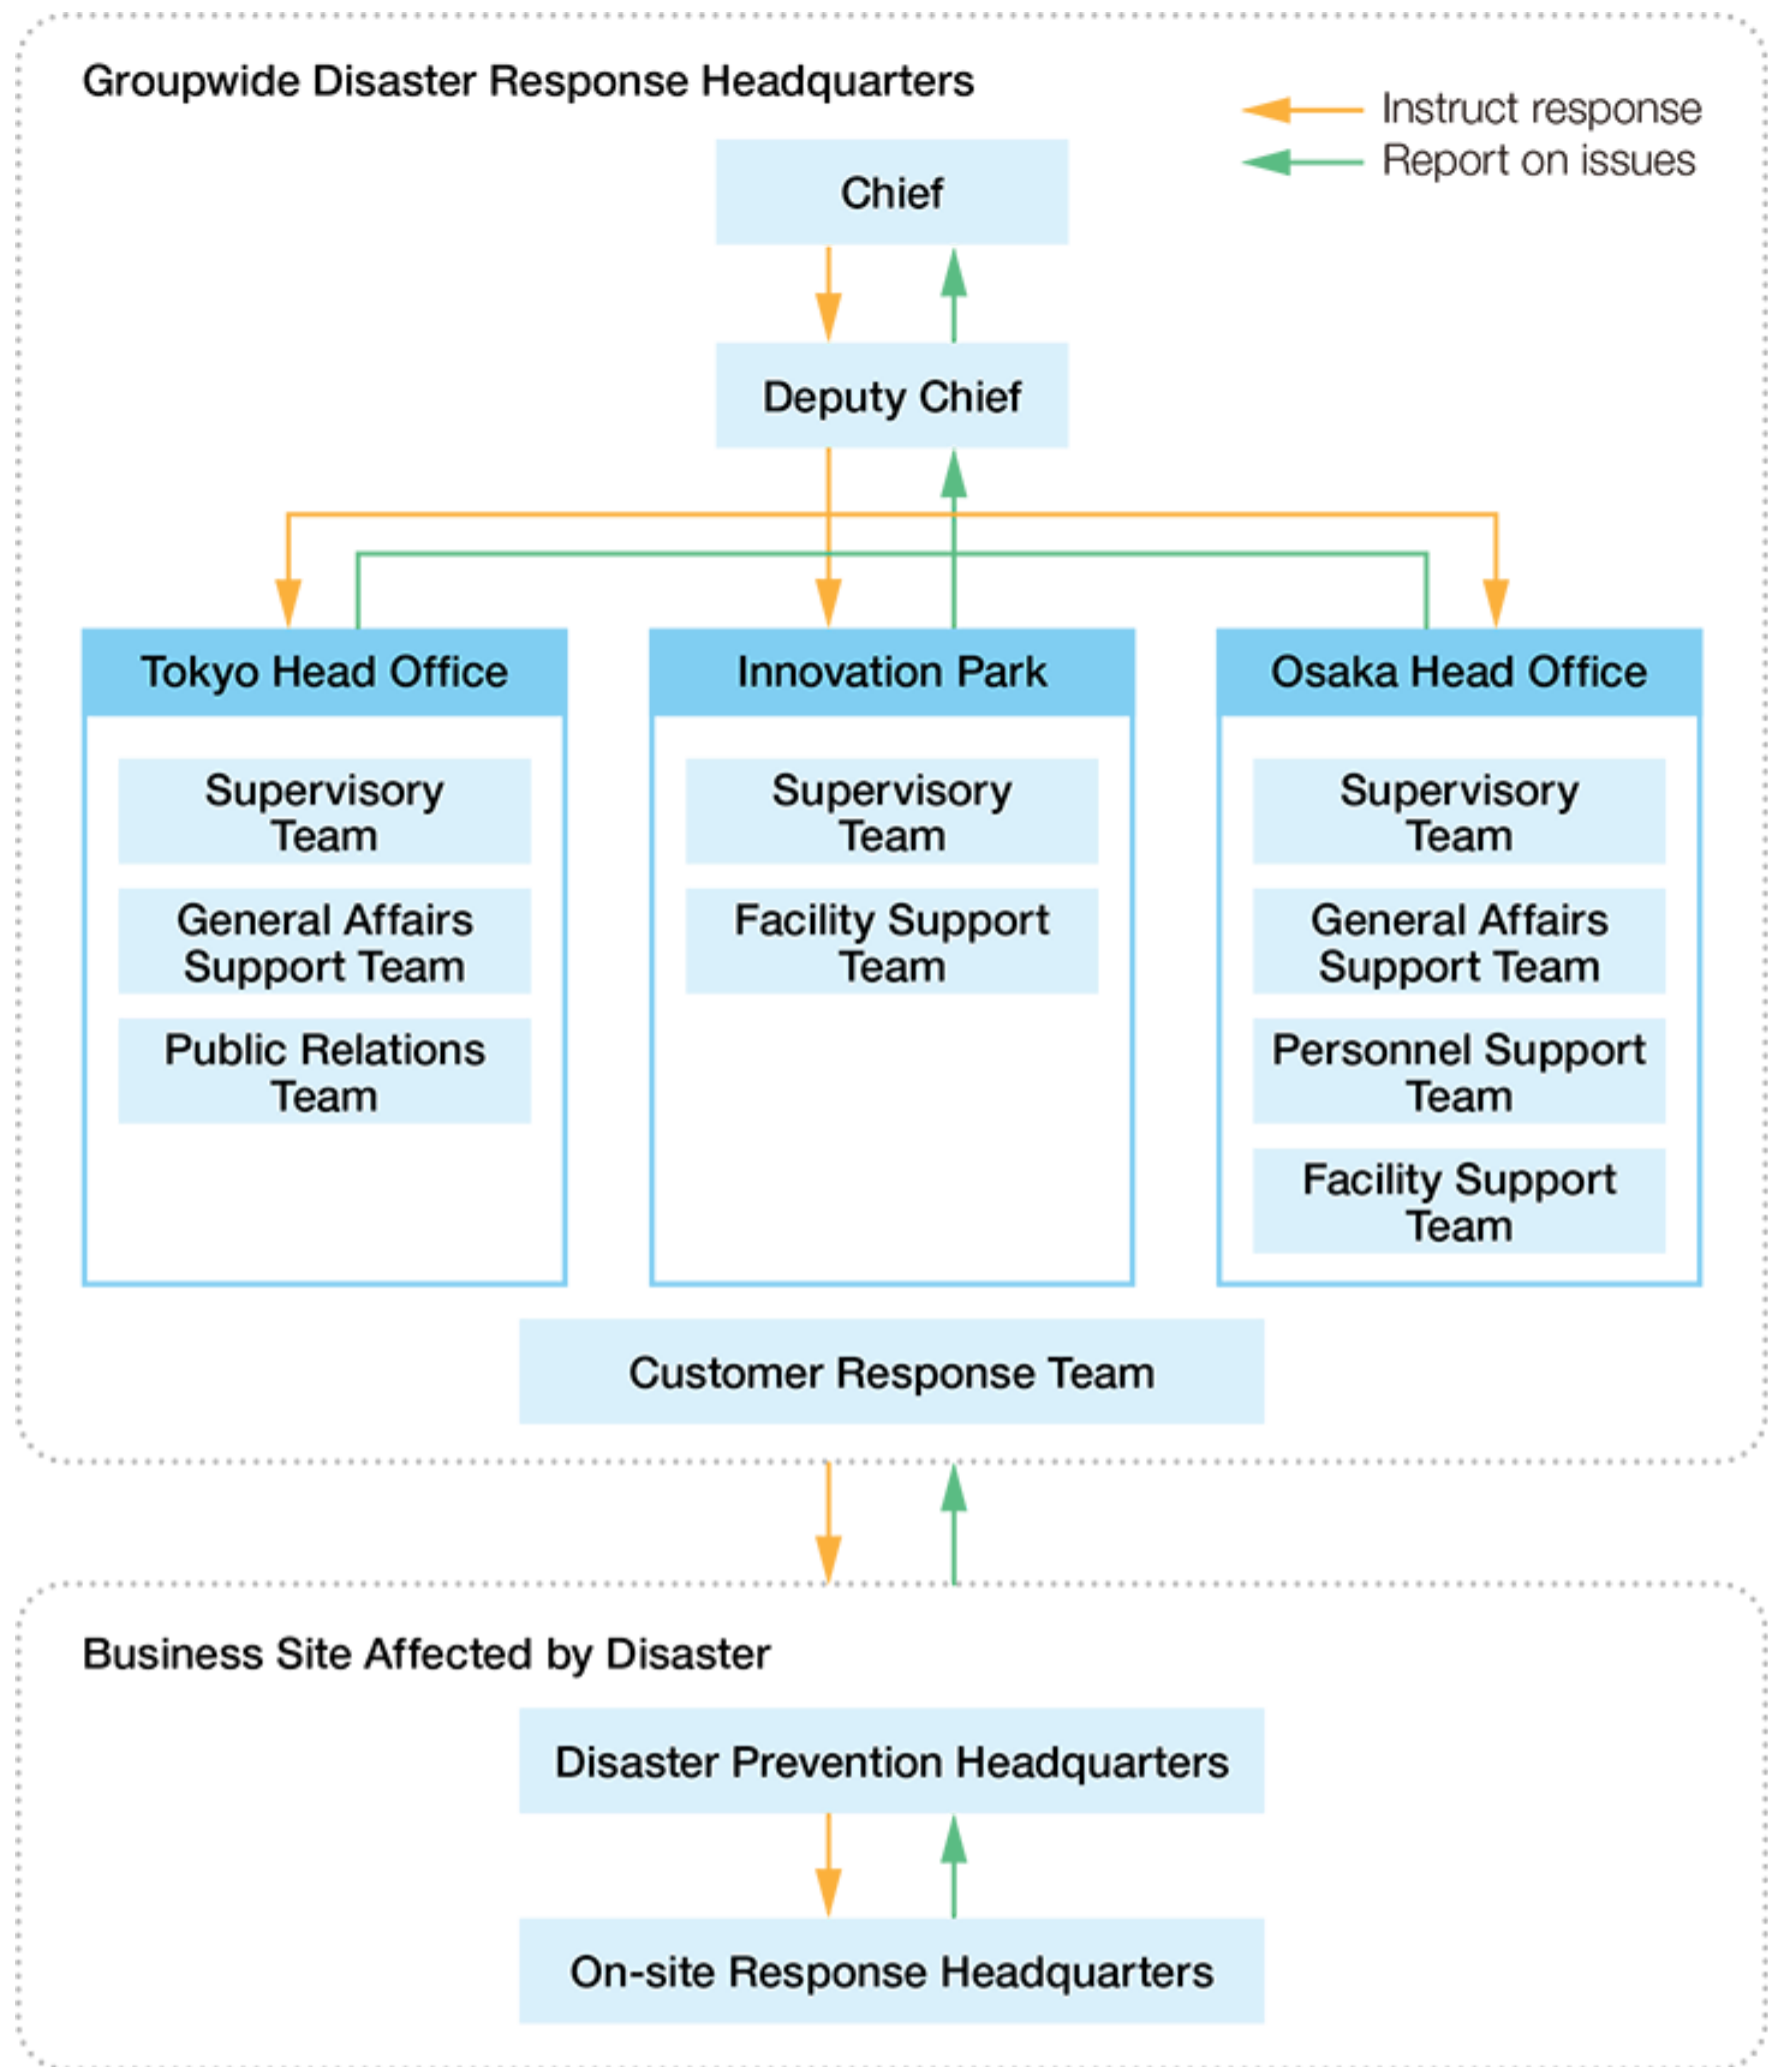 Groupwide Disaster Response Headquarters
Instruct response
Report on issues
Chief
Deputy Chief
Tokyo Head Office
Supervisory
Team
General Affairs
Support Team
Public Relations
Team
Innovation Park
Supervisory
Team
Facility Support
Team
Osaka Head Office
Supervisory
Team
General Affairs
Support Team
Personnel Support
Team
Facility Support
Team
Customer Response Team
Business Site Affected by Disaster
Disaster Prevention Headquarters
On-site Response Headquarters